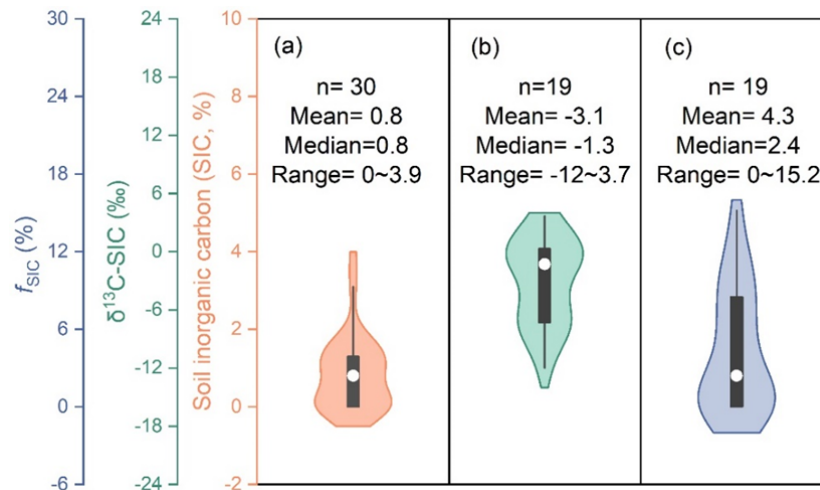 30
24
18
12
6
0
-6
f_SIC (%)
24
18
12
6
0
-6
-12
-18
-24
δ¹³C-SIC (‰)
10
8
6
4
2
0
-2
Soil inorganic carbon (SIC, %)
(a)
n= 30
Mean= 0.8
Median=0.8
Range= 0~3.9
(b)
n=19
Mean= -3.1
Median= -1.3
Range= -12~3.7
(c)
n= 19
Mean= 4.3
Median=2.4
Range= 0~15.2